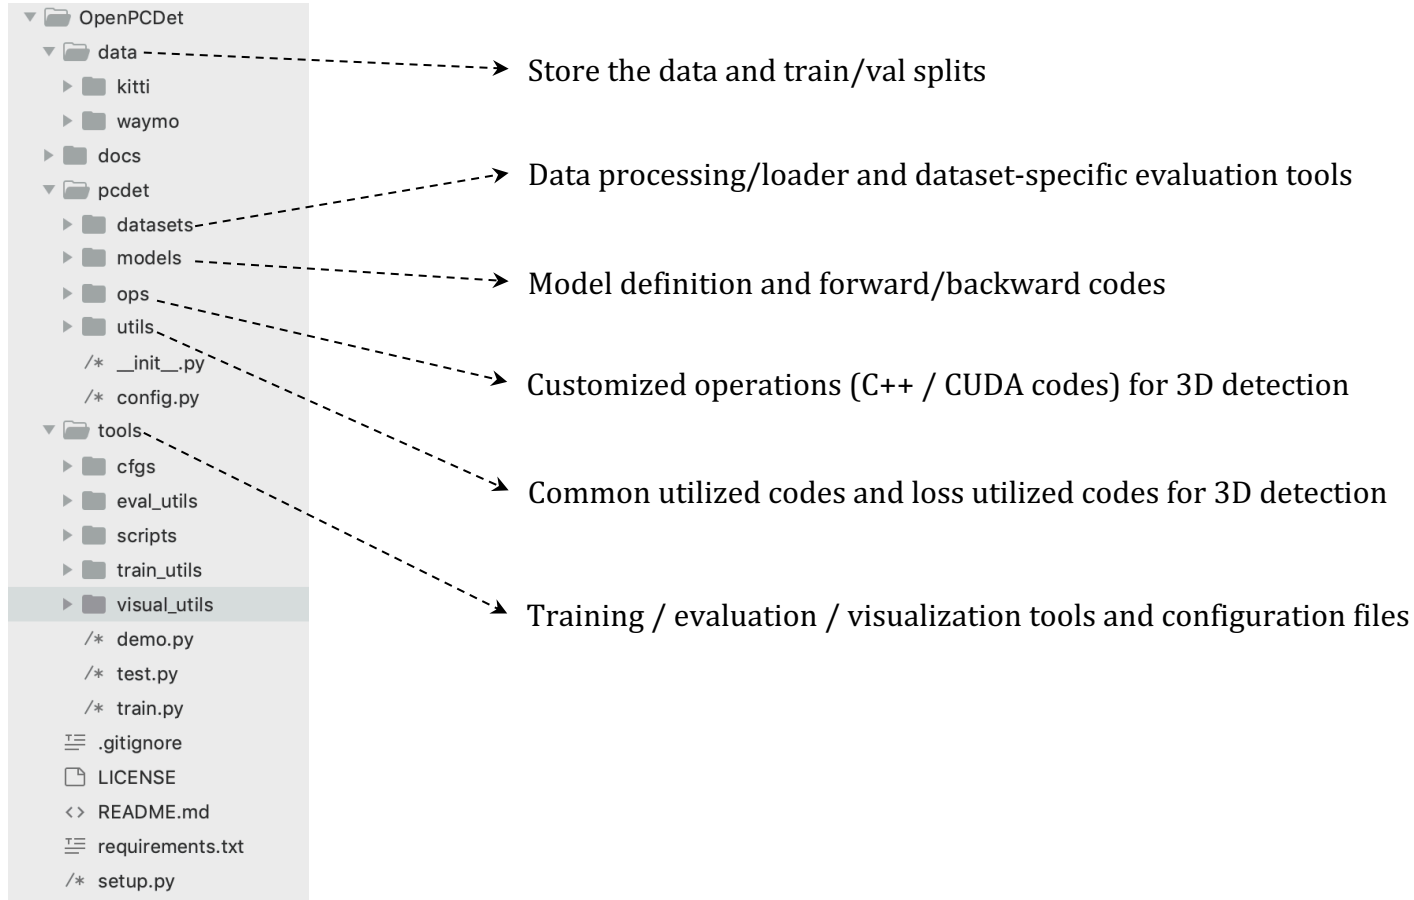 OpenPCDet
data
Store the data and train/val splits
kitti
waymo
docs
Data processing/loader and dataset-specific evaluation tools
pcdet
datasets
models
Model definition and forward/backward codes
ops
utils
__init__.py
Customized operations (C++ / CUDA codes) for 3D detection
config.py
tools
cfgs
eval_utils
Common utilized codes and loss utilized codes for 3D detection
scripts
train_utils
visual_utils
Training / evaluation / visualization tools and configuration files
demo.py
test.py
train.py
.gitignore
LICENSE
README.md
requirements.txt
setup.py